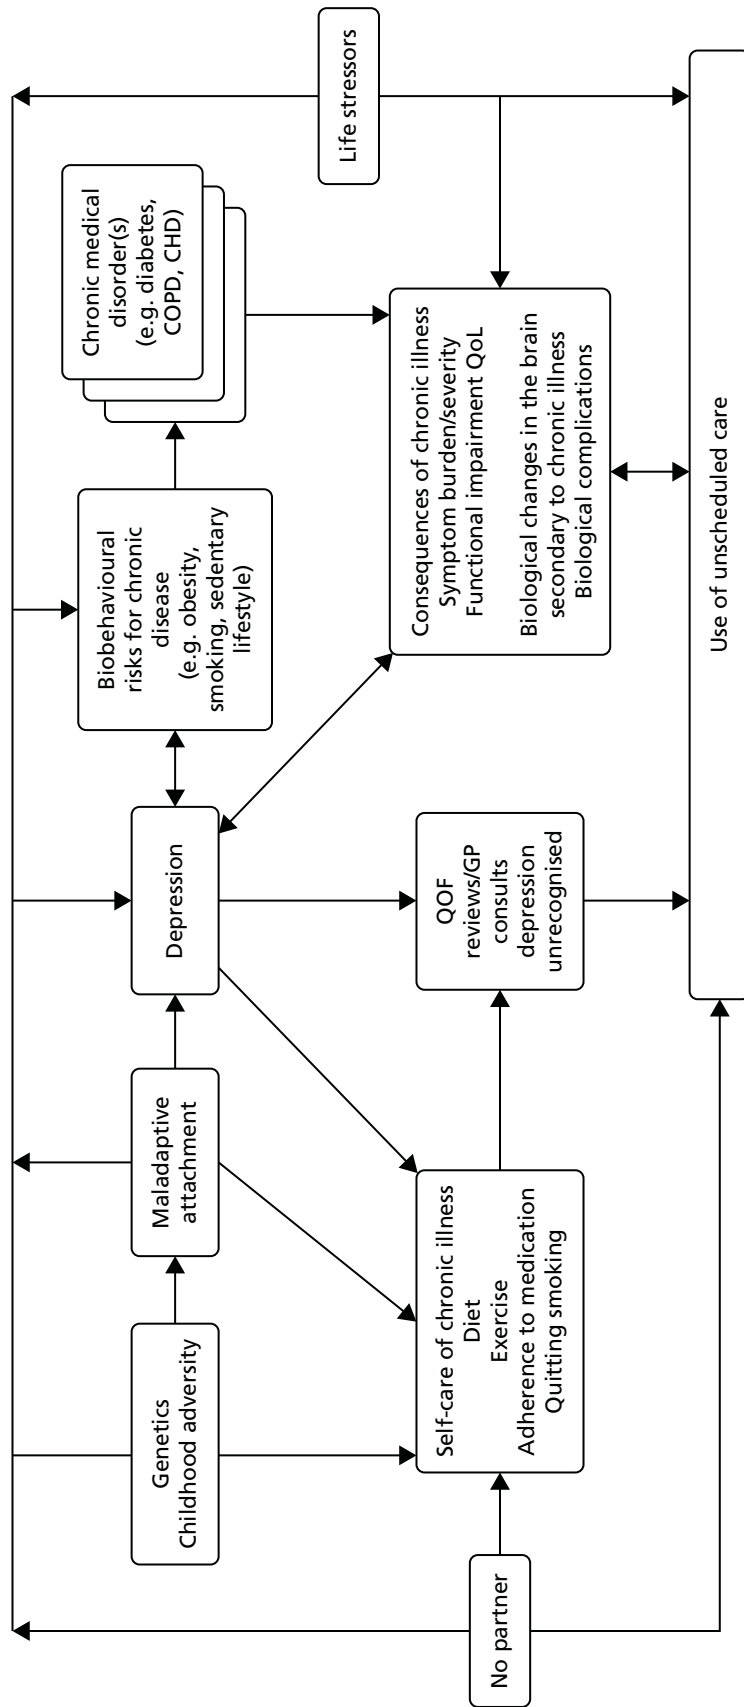 Genetics
Childhood adversity
Maladaptive
attachment
Depression
Biobehavioural
risks for chronic
disease
(e.g. obesity,
smoking, sedentary
lifestyle)
Chronic medical
disorder(s)
(e.g. diabetes,
COPD, CHD)
No partner
Self-care of chronic illness
Diet
Exercise
Adherence to medication
Quitting smoking
QOF
reviews/GP
consults
depression
unrecognised
Consequences of chronic illness
Symptom burden/severity
Functional impairment QoL
Biological changes in the brain
secondary to chronic illness
Biological complications
Life stressors
Use of unscheduled care